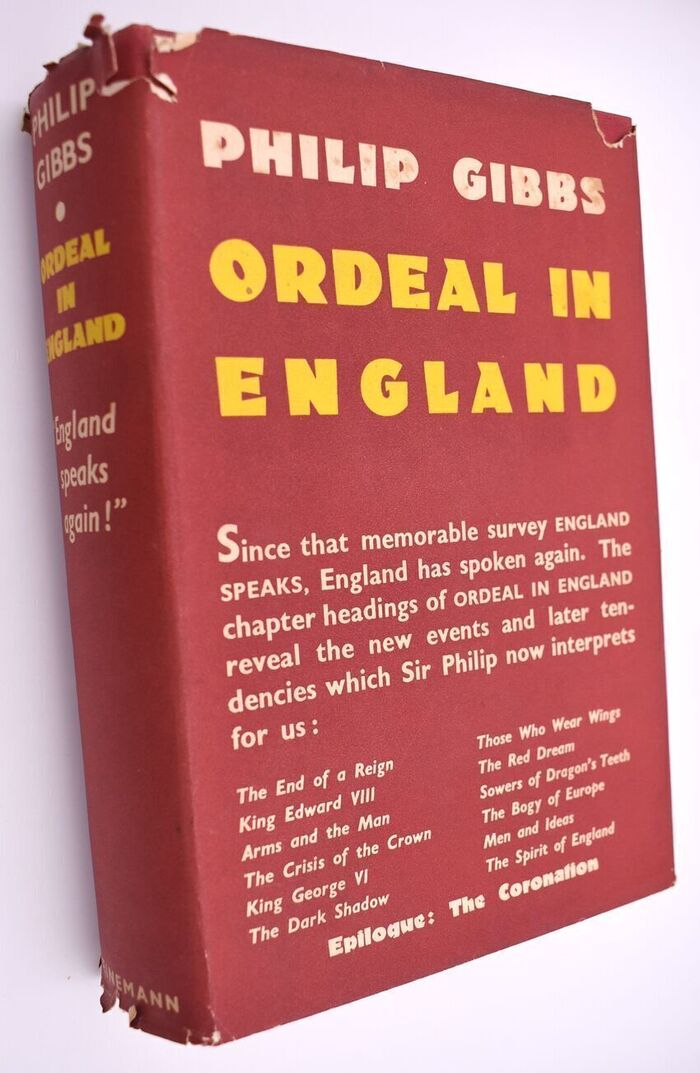 PHILIP
GIBBS
ORDEAL
IN
ENGLAND
"England
speaks
again!"
PHILIP GIBBS
ORDEAL IN
ENGLAND
Since that memorable survey ENGLAND
SPEAKS, England has spoken again. The
chapter headings of ORDEAL IN ENGLAND
reveal the new events and later ten-
dencies which Sir Philip now interprets
for us:
The End of a Reign
King Edward VIII
Arms and the Man
The Crisis of the Crown
King George VI
The Dark Shadow
Those Who Wear Wings
The Red Dream
Sowers of Dragon's Teeth
The Bogy of Europe
Men and Ideas
The Spirit of England
Epilogue: The Coronation